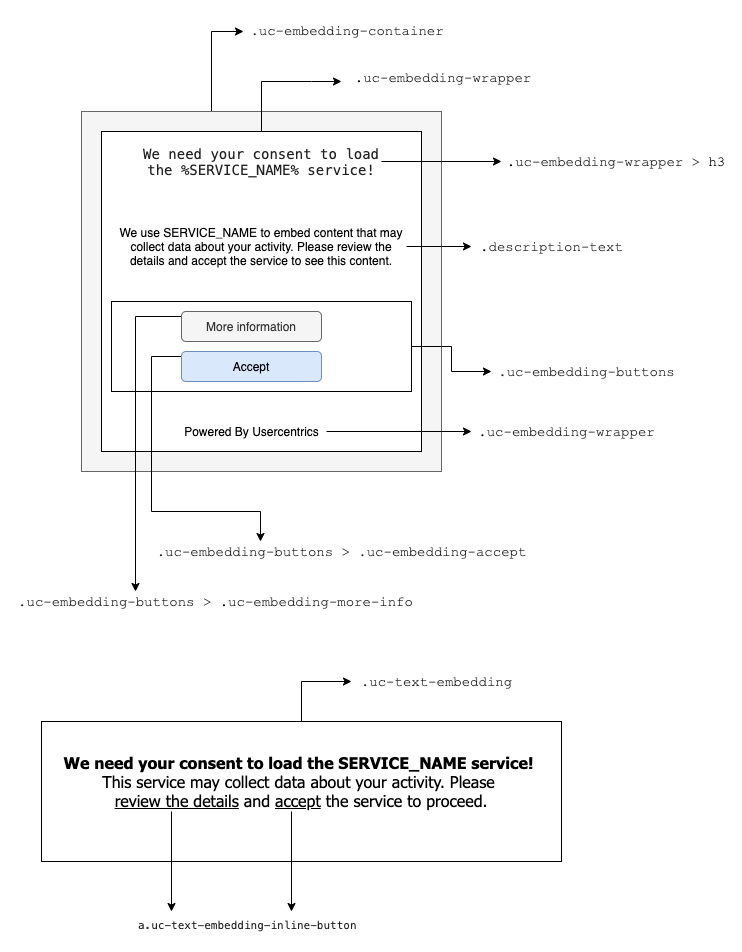 .uc-embedding-container
.uc-embedding-wrapper
We need your consent to load
the %SERVICE_NAME% service!
.uc-embedding-wrapper > h3
We use SERVICE_NAME to embed content that may
collect data about your activity. Please review the
details and accept the service to see this content.
.description-text
More information
Accept
.uc-embedding-buttons
Powered By Usercentrics
.uc-embedding-wrapper
.uc-embedding-buttons > .uc-embedding-accept
.uc-embedding-buttons > .uc-embedding-more-info
.uc-text-embedding
We need your consent to load the SERVICE_NAME service!
This service may collect data about your activity. Please
review the details and accept the service to proceed.
a.uc-text-embedding-inline-button